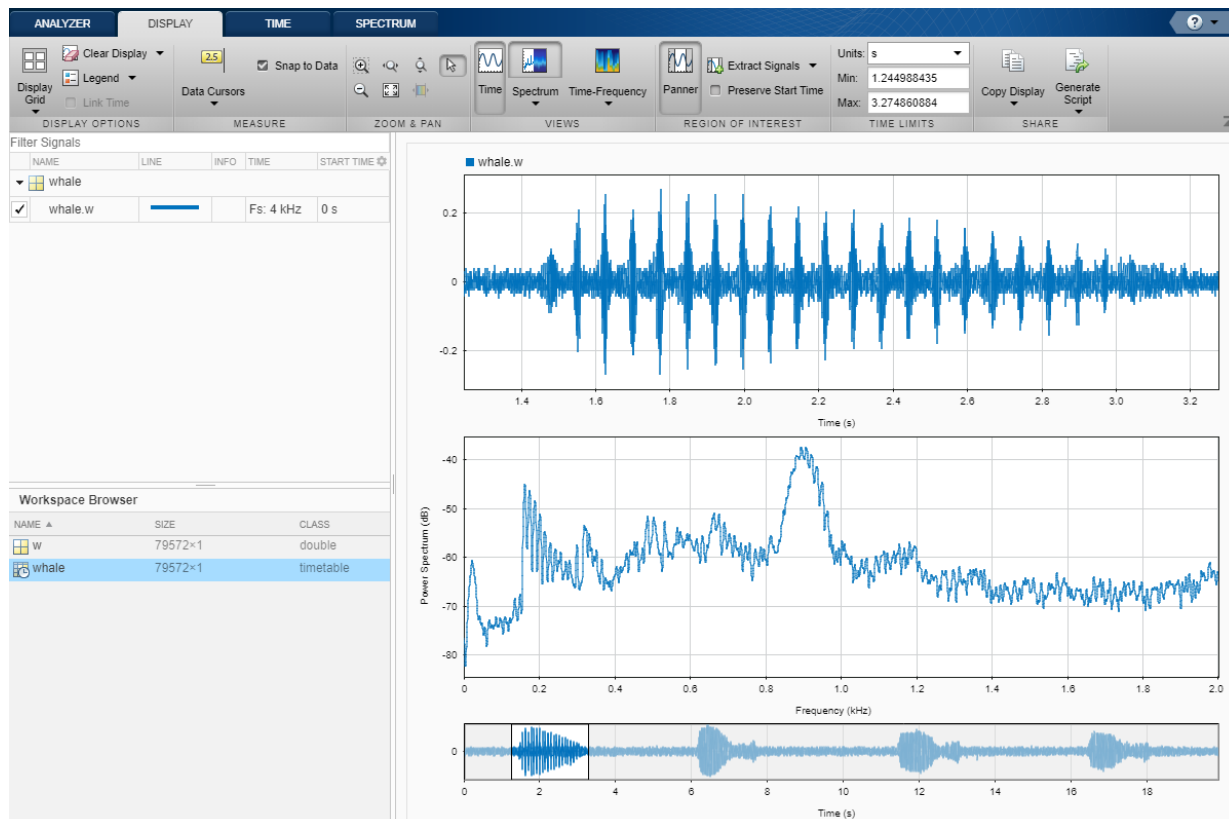 ANALYZER DISPLAY TIME SPECTRUM ?
Display Grid
Clear Display
Legend
Link Time
2.5
Data Cursors
Snap to Data
Time Spectrum Time-Frequency
Panner
Extract Signals
Preserve Start Time
Units: s
Min: 1.244988435
Max: 3.274860884
Copy Display
Generate Script
DISPLAY OPTIONS MEASURE ZOOM & PAN VIEWS REGION OF INTEREST TIME LIMITS SHARE
Filter Signals
NAME LINE INFO TIME START TIME
whale
whale.w Fs: 4 kHz 0 s
Workspace Browser
NAME SIZE CLASS
w 79572×1 double
whale 79572×1 timetable
whale.w
0.2
0
-0.2
1.4 1.6 1.8 2.0 2.2 2.4 2.6 2.8 3.0 3.2
Time (s)
Power Spectrum (dB)
-40
-50
-60
-70
-80
0 0.2 0.4 0.6 0.8 1.0 1.2 1.4 1.6 1.8 2.0
Frequency (kHz)
0
0 2 4 6 8 10 12 14 16 18
Time (s)